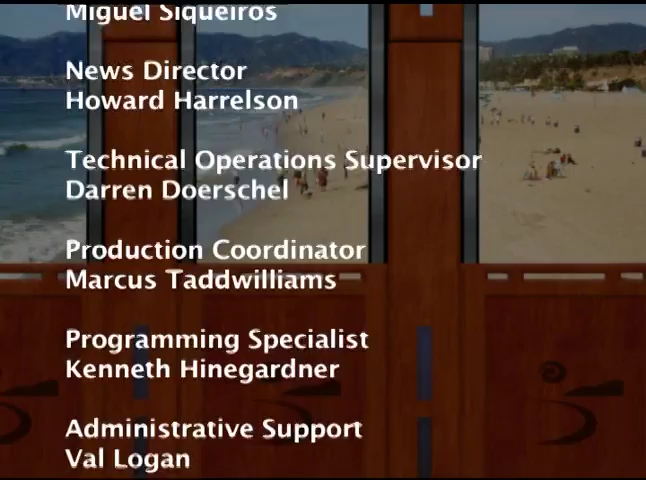 Miguel Siqueiros
News Director
Howard Harrelson
Technical Operations Supervisor
Darren Doerschel
Production Coordinator
Marcus Taddwilliams
Programming Specialist
Kenneth Hinegardner
Administrative Support
Val Logan